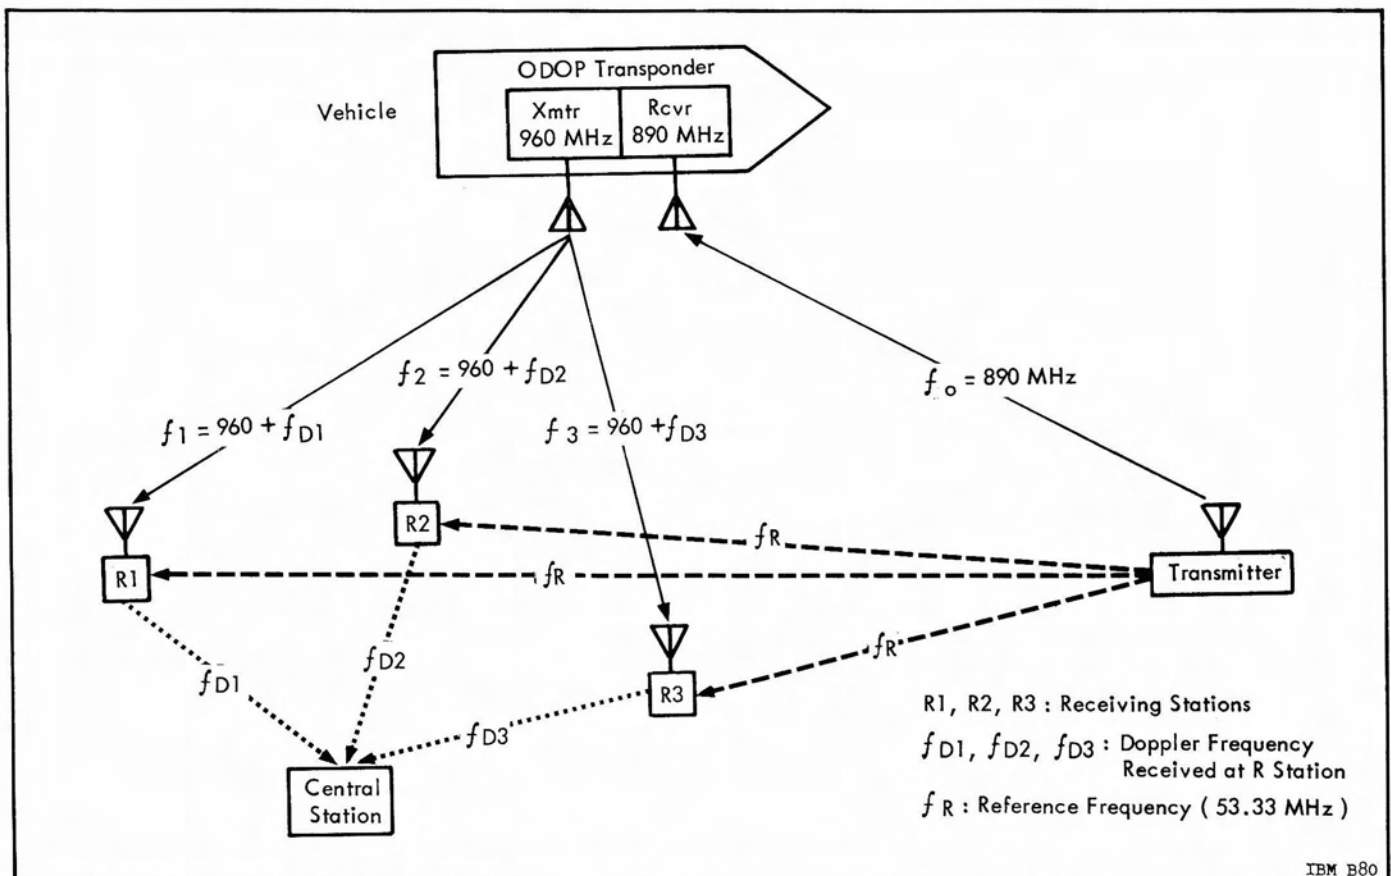 ODOP Transponder
Vehicle
Xmtr
960 MHz
Rcvr
890 MHz
f2 = 960 + fD2
fo = 890 MHz
f1 = 960 + fD1
f3 = 960 + fD3
R2
fR
R1
fR
Transmitter
fD1
fD2
fR
R3
fD3
R1, R2, R3 : Receiving Stations
fD1, fD2, fD3 : Doppler Frequency
Received at R Station
fR : Reference Frequency ( 53.33 MHz )
Central
Station
IBM B80